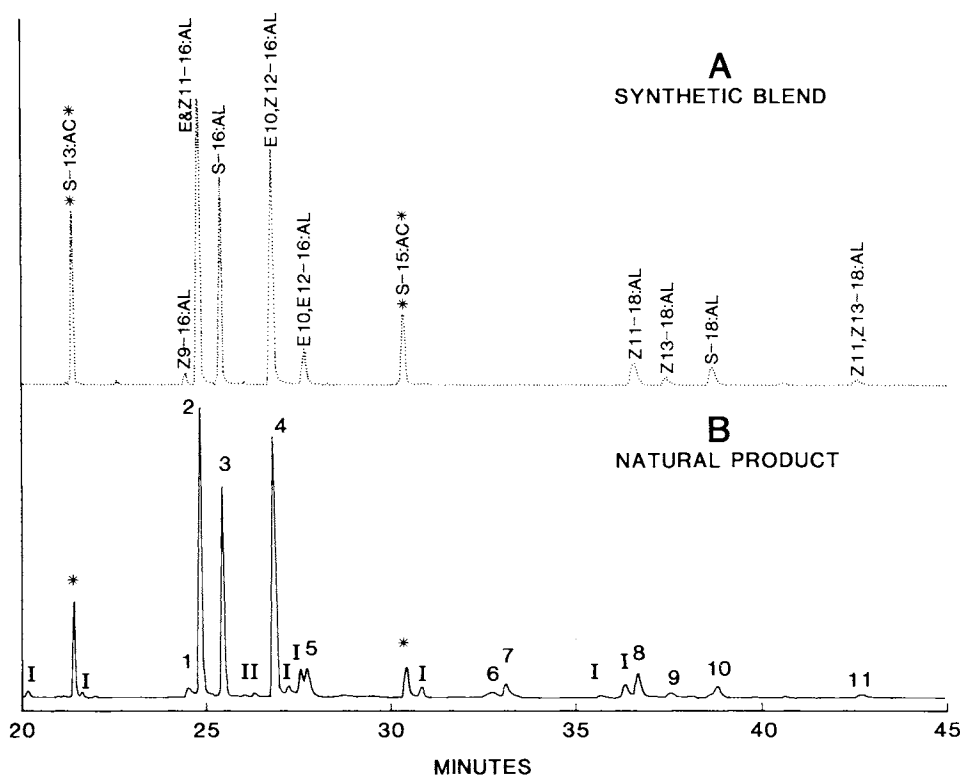 A
SYNTHETIC BLEND
*S-13:AC*
Z9-16:AL
E&Z11-16:AL
S-16:AL
E10,Z12-16:AL
E10,E12-16:AL
*S-15:AC*
Z11-18:AL
Z13-18:AL
S-18:AL
Z11,Z13-18:AL
B
NATURAL PRODUCT
I
*
I
1
2
3
II
4
I
I
5
*
I
6
7
I
I
8
9
10
11
20 25 30 35 40 45
MINUTES